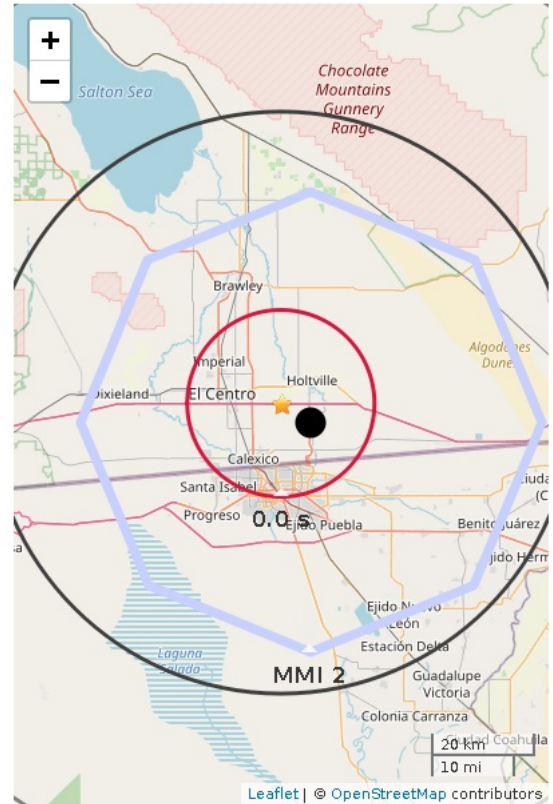 +
−
Salton Sea
Chocolate
Mountains
Gunnery
Range
Brawley
Imperial
Algodones
Dunes
Holtville
Dixieland
El Centro
Calexico
Santa Isabel
0.0 s
Progreso
Ejido Puebla
Benito Juárez
Ejido Nuevo
León
Estación Delta
Laguna
Salada
MMI 2
Guadalupe
Victoria
Colonia Carranza
20 km
Ciudad Coahuila
10 mi
Leaflet | © OpenStreetMap contributors